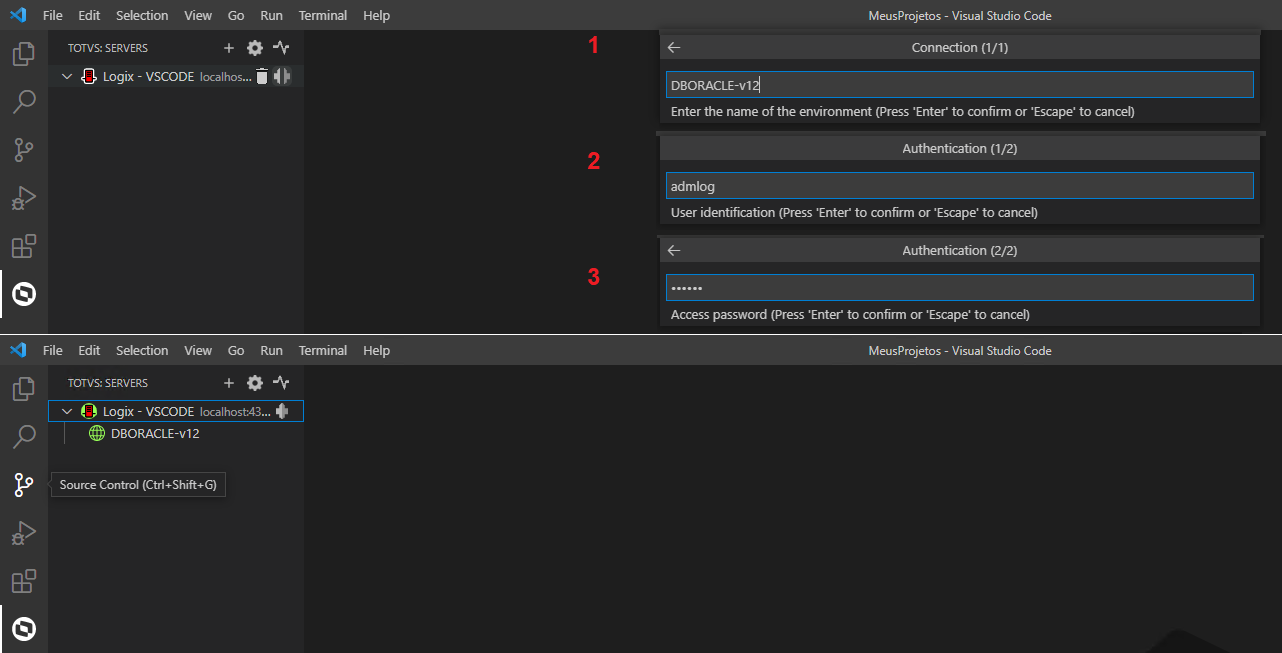 File Edit Selection View Go Run Terminal Help MeusProjetos - Visual Studio Code
TOTVS: SERVERS
Logix - VSCODE localhos...
1
Connection (1/1)
DBORACLE-v12
Enter the name of the environment (Press 'Enter' to confirm or 'Escape' to cancel)
2
Authentication (1/2)
admlog
User identification (Press 'Enter' to confirm or 'Escape' to cancel)
3
Authentication (2/2)
••••••
Access password (Press 'Enter' to confirm or 'Escape' to cancel)
File Edit Selection View Go Run Terminal Help MeusProjetos - Visual Studio Code
TOTVS: SERVERS
Logix - VSCODE localhost:43...
DBORACLE-v12
Source Control (Ctrl+Shift+G)